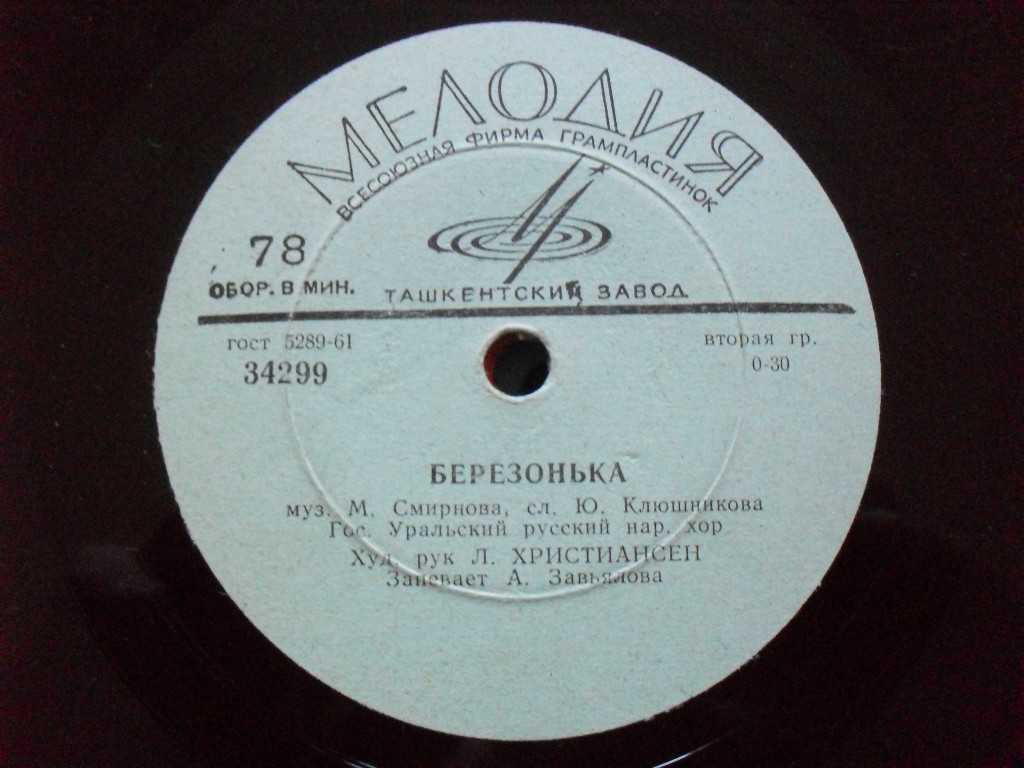 МЕЛОДИЯ
ВСЕСОЮЗНАЯ ФИРМА ГРАМПЛАСТИНОК
78
ОБОР. В МИН.
ТАШКЕНТСКИЙ ЗАВОД
гост 5289-61
вторая гр.
34299
0-30
БЕРЕЗОНЬКА
муз. М. Смирнова, сл. Ю. Клюшникова
Гос. Уральский русский нар. хор
Худ. рук Л. ХРИСТИАНСЕН
Запевает А. Завьялова